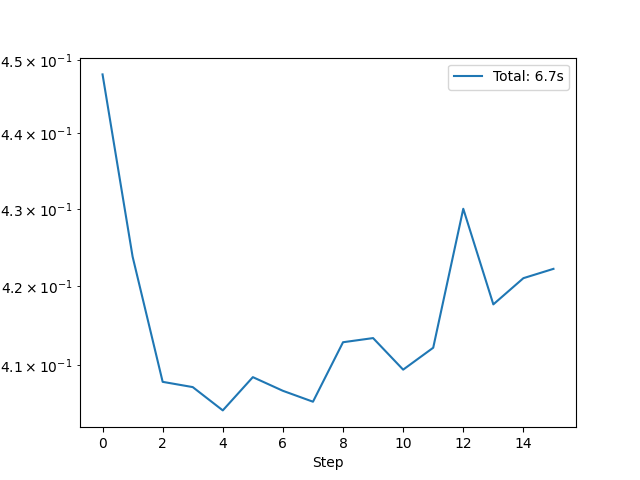 4.5 × 10⁻¹
4.4 × 10⁻¹
4.3 × 10⁻¹
4.2 × 10⁻¹
4.1 × 10⁻¹
Total: 6.7s
0 2 4 6 8 10 12 14
Step